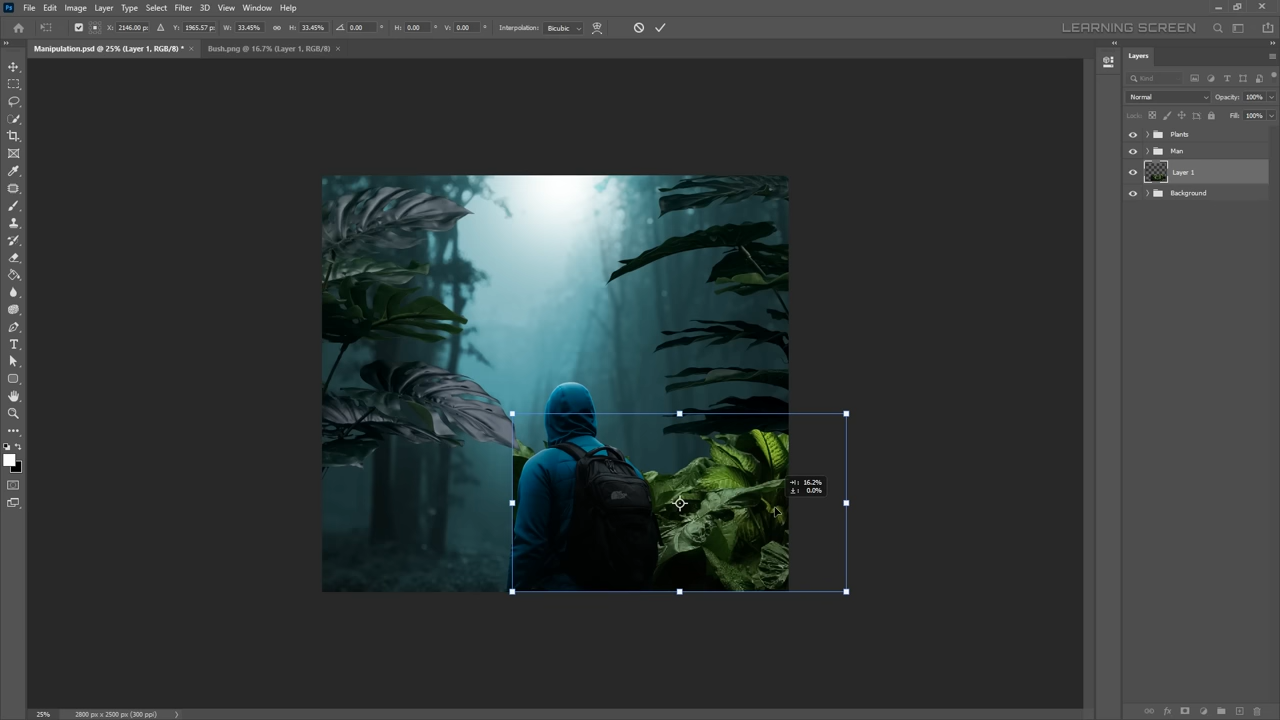 Ps File Edit Image Layer Type Select Filter 3D View Window Help
X: 2146.00 p: Y: 1965.57 p: W: 33.45% H: 33.45% 0.00 ° H: 0.00 ° V: 0.00 ° Interpolation: Bicubic
LEARNING SCREEN
Manipulation.psd @ 25% (Layer 1, RGB/8) * × Bush.png @ 16.7% (Layer 1, RGB/8) ×
Layers
Kind
Normal Opacity: 100%
Lock: Fill: 100%
Plants
Man
Layer 1
Background
16.2%
0.0%
25% 2800 px x 2500 px (300 ppi)